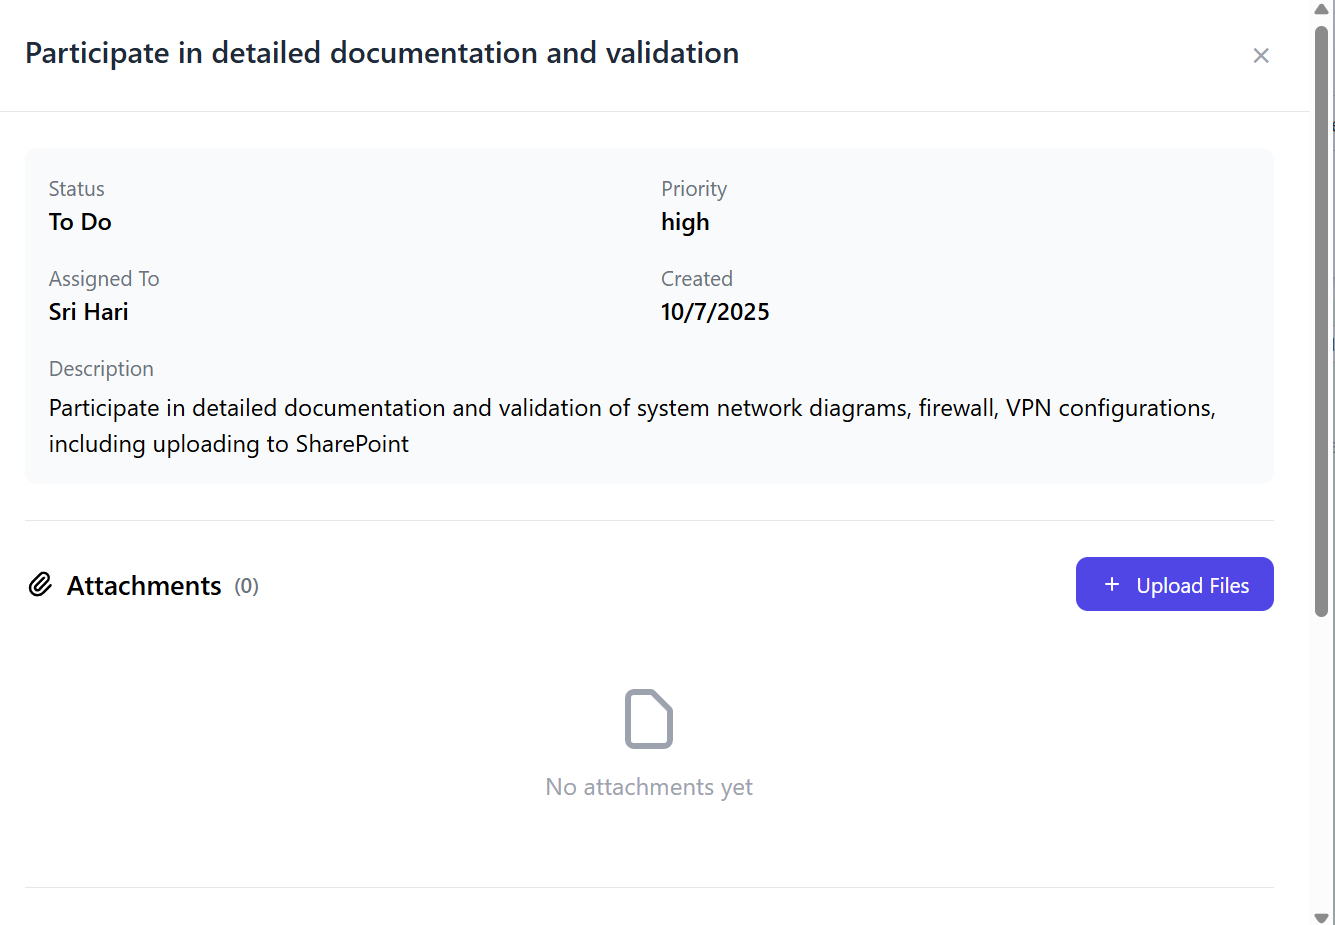 Participate in detailed documentation and validation
Status
Priority
To Do
high
Assigned To
Created
Sri Hari
10/7/2025
Description
Participate in detailed documentation and validation of system network diagrams, firewall, VPN configurations,
including uploading to SharePoint
Attachments (0)
+ Upload Files
No attachments yet